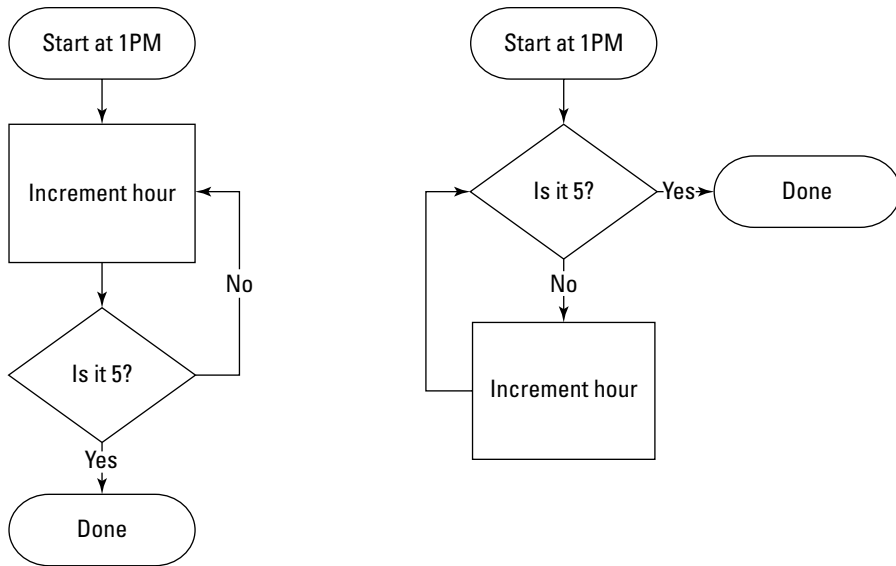 Start at 1PM
Increment hour
No
Is it 5?
Yes
Done
Start at 1PM
Is it 5?
Yes
Done
No
Increment hour